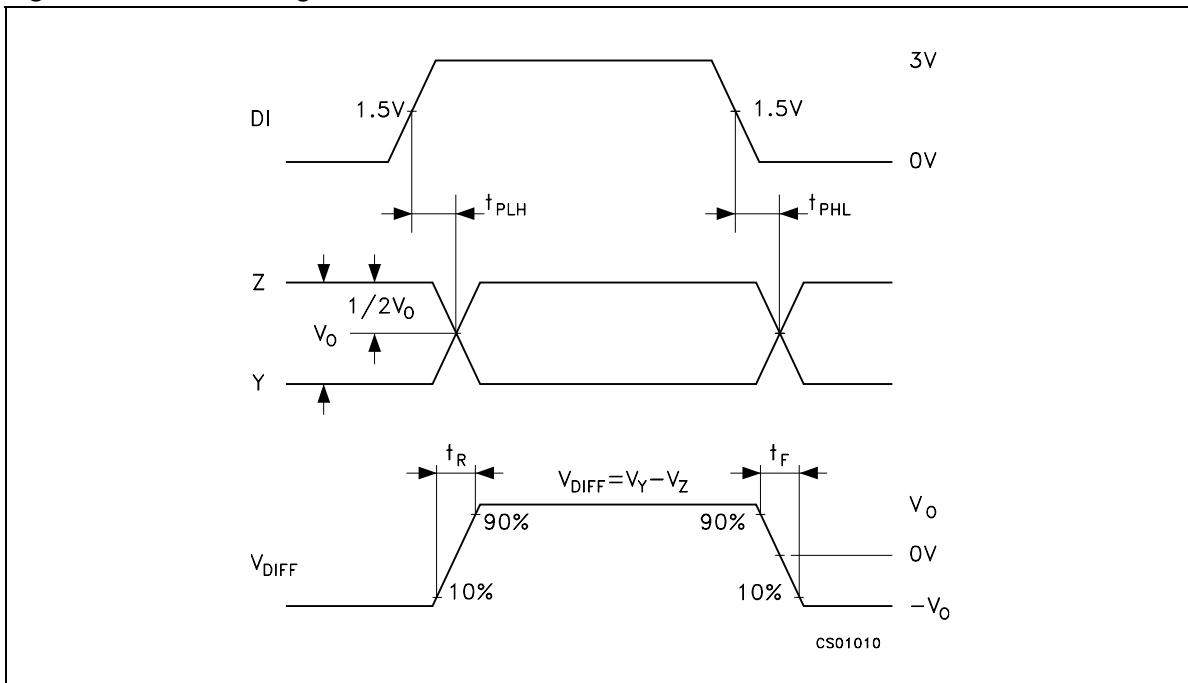 3V
DI
1.5V
1.5V
0V
tPLH
tPHL
Z
1/2VO
VO
Y
tR
tF
VDIFF=VY−VZ
90%
90%
VO
0V
VDIFF
10%
10%
−VO
CS01010